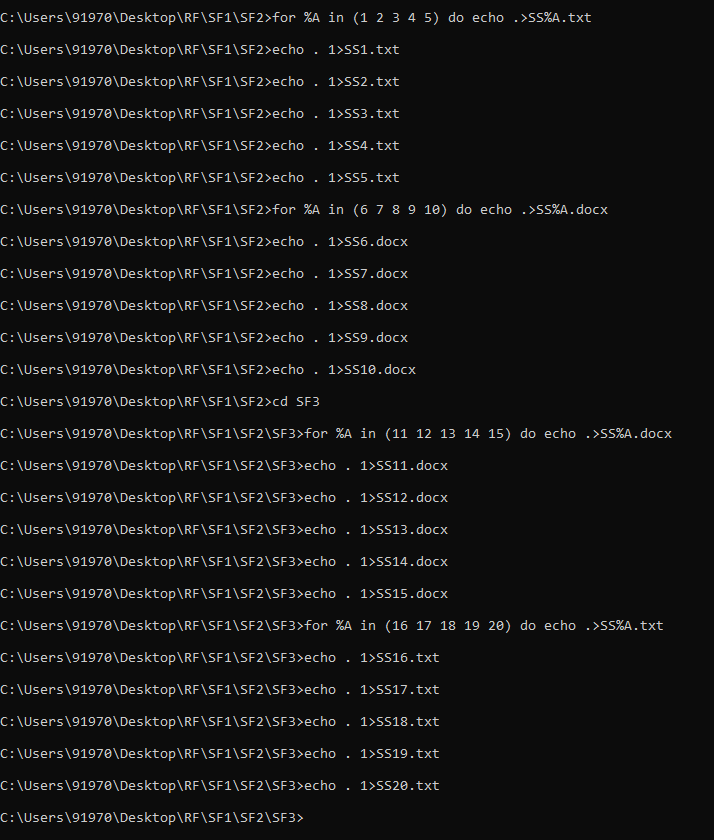 C:\Users\91970\Desktop\RF\SF1\SF2>for %A in (1 2 3 4 5) do echo .>SS%A.txt
C:\Users\91970\Desktop\RF\SF1\SF2>echo . 1>SS1.txt
C:\Users\91970\Desktop\RF\SF1\SF2>echo . 1>SS2.txt
C:\Users\91970\Desktop\RF\SF1\SF2>echo . 1>SS3.txt
C:\Users\91970\Desktop\RF\SF1\SF2>echo . 1>SS4.txt
C:\Users\91970\Desktop\RF\SF1\SF2>echo . 1>SS5.txt
C:\Users\91970\Desktop\RF\SF1\SF2>for %A in (6 7 8 9 10) do echo .>SS%A.docx
C:\Users\91970\Desktop\RF\SF1\SF2>echo . 1>SS6.docx
C:\Users\91970\Desktop\RF\SF1\SF2>echo . 1>SS7.docx
C:\Users\91970\Desktop\RF\SF1\SF2>echo . 1>SS8.docx
C:\Users\91970\Desktop\RF\SF1\SF2>echo . 1>SS9.docx
C:\Users\91970\Desktop\RF\SF1\SF2>echo . 1>SS10.docx
C:\Users\91970\Desktop\RF\SF1\SF2>cd SF3
C:\Users\91970\Desktop\RF\SF1\SF2\SF3>for %A in (11 12 13 14 15) do echo .>SS%A.docx
C:\Users\91970\Desktop\RF\SF1\SF2\SF3>echo . 1>SS11.docx
C:\Users\91970\Desktop\RF\SF1\SF2\SF3>echo . 1>SS12.docx
C:\Users\91970\Desktop\RF\SF1\SF2\SF3>echo . 1>SS13.docx
C:\Users\91970\Desktop\RF\SF1\SF2\SF3>echo . 1>SS14.docx
C:\Users\91970\Desktop\RF\SF1\SF2\SF3>echo . 1>SS15.docx
C:\Users\91970\Desktop\RF\SF1\SF2\SF3>for %A in (16 17 18 19 20) do echo .>SS%A.txt
C:\Users\91970\Desktop\RF\SF1\SF2\SF3>echo . 1>SS16.txt
C:\Users\91970\Desktop\RF\SF1\SF2\SF3>echo . 1>SS17.txt
C:\Users\91970\Desktop\RF\SF1\SF2\SF3>echo . 1>SS18.txt
C:\Users\91970\Desktop\RF\SF1\SF2\SF3>echo . 1>SS19.txt
C:\Users\91970\Desktop\RF\SF1\SF2\SF3>echo . 1>SS20.txt
C:\Users\91970\Desktop\RF\SF1\SF2\SF3>